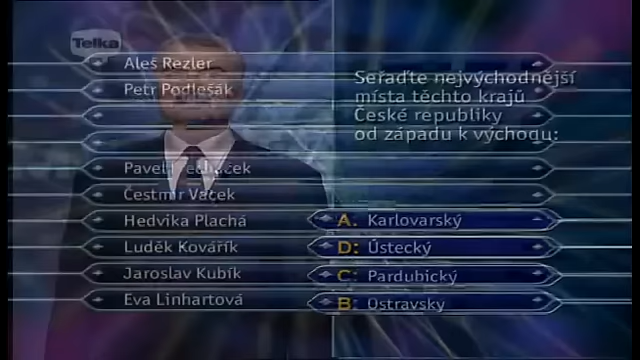 Telka
Aleš Rezler
Petr Podlešák
Čestmír Vacek
Hedvika Plachá
Luděk Kovářík
Jaroslav Kubík
Eva Linhartová
Seřaďte nejvýchodnější
místa těchto krajů
České republiky
od západu k východu:
A: Karlovarský
D: Ústecký
C: Pardubický
B: Ostravský